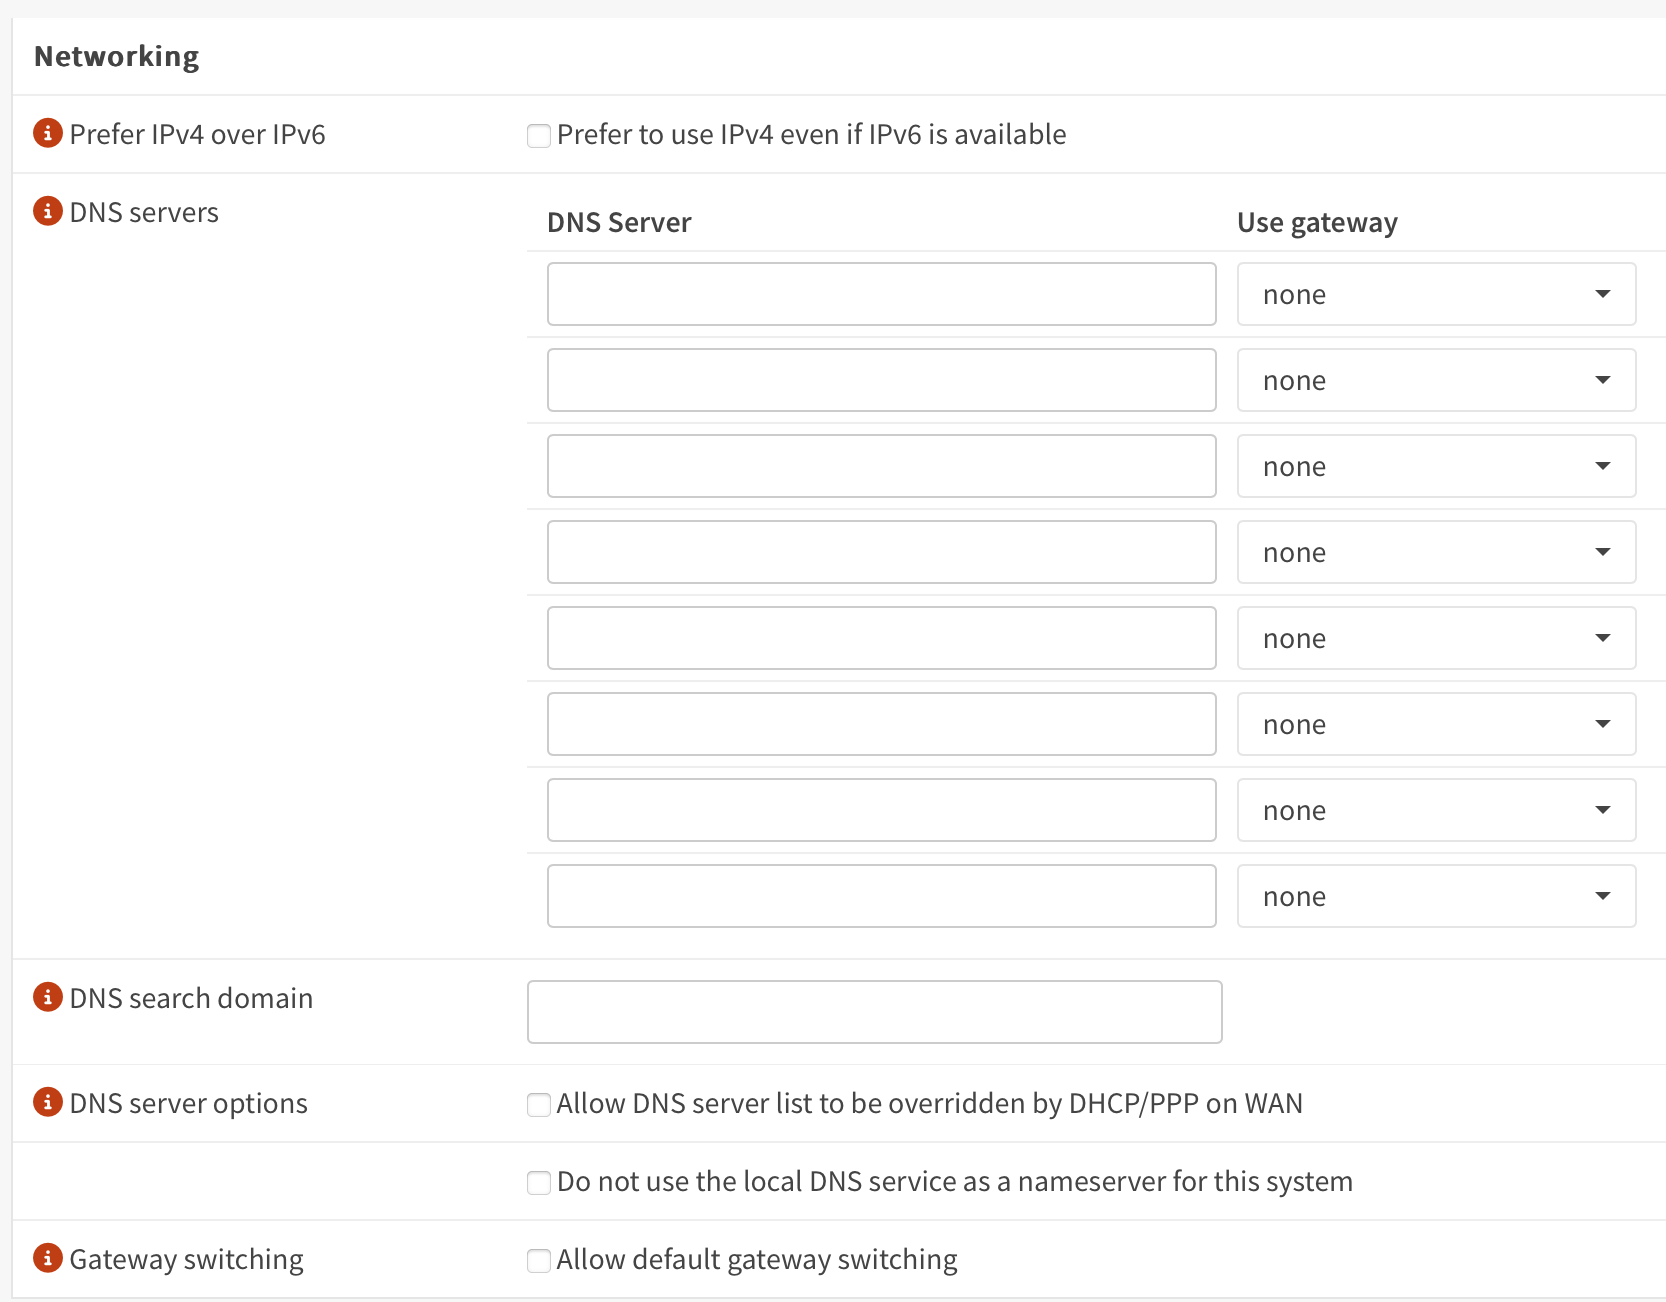 Networking
Prefer IPv4 over IPv6
Prefer to use IPv4 even if IPv6 is available
DNS servers
DNS Server
Use gateway
none
none
none
none
none
none
none
none
DNS search domain
DNS server options
Allow DNS server list to be overridden by DHCP/PPP on WAN
Do not use the local DNS service as a nameserver for this system
Gateway switching
Allow default gateway switching